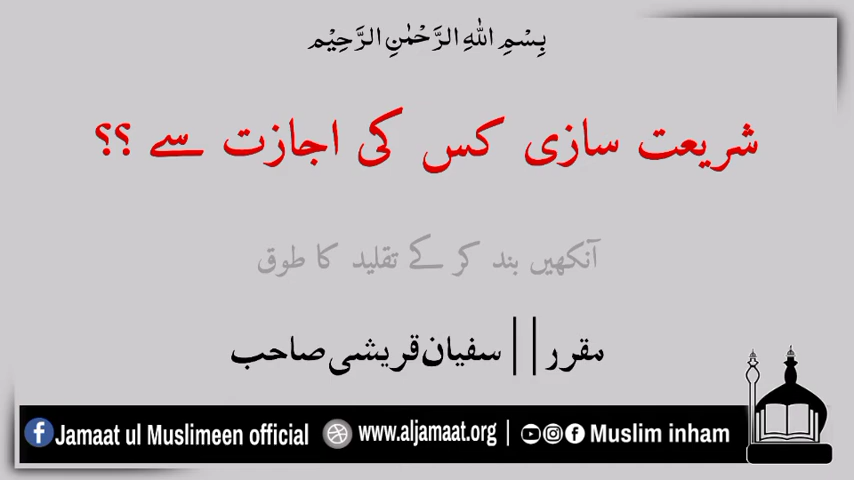 بِسْمِ اللّٰهِ الرَّحْمٰنِ الرَّحِيْمِ
شریعت سازی کس کی اجازت سے ؟؟
آنکھیں بند کر کے تقلید کا طوق
مقرر || سفیان قریشی صاحب
Jamaat ul Muslimeen official www.aljamaat.org | Muslim inham